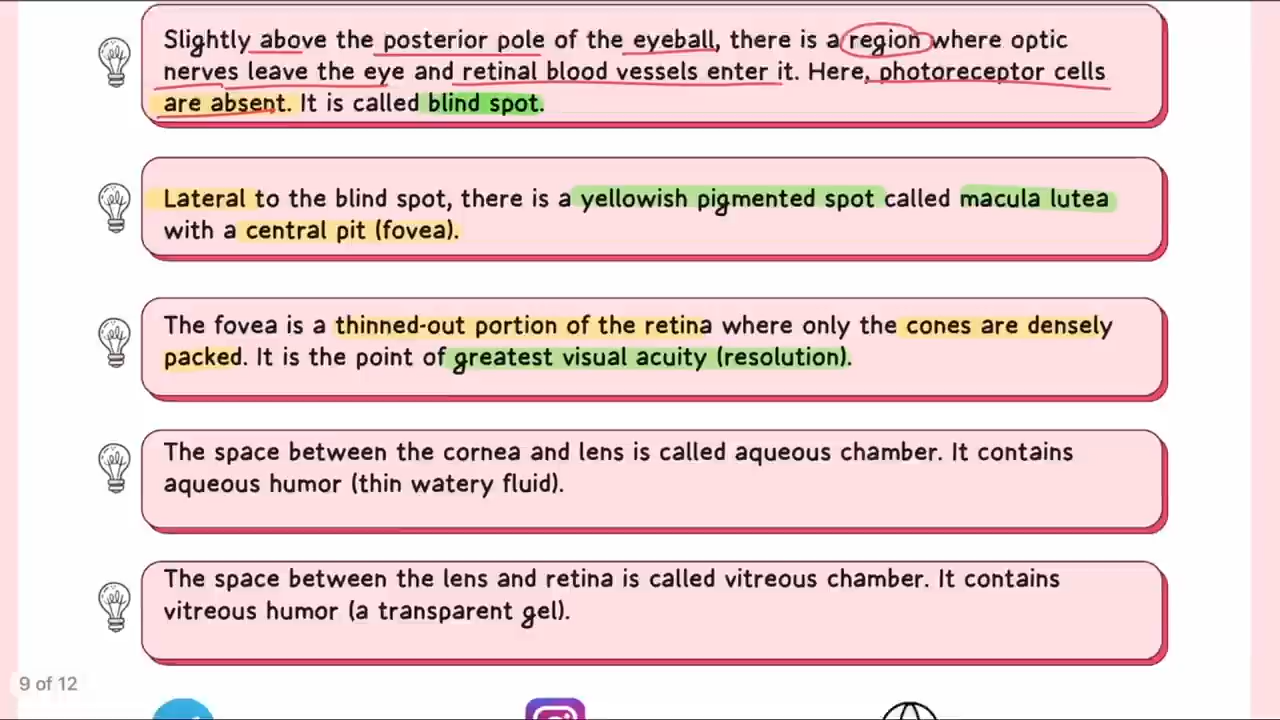 Slightly above the posterior pole of the eyeball, there is a region where optic
nerves leave the eye and retinal blood vessels enter it. Here, photoreceptor cells
are absent. It is called blind spot.
Lateral to the blind spot, there is a yellowish pigmented spot called macula lutea
with a central pit (fovea).
The fovea is a thinned-out portion of the retina where only the cones are densely
packed. It is the point of greatest visual acuity (resolution).
The space between the cornea and lens is called aqueous chamber. It contains
aqueous humor (thin watery fluid).
The space between the lens and retina is called vitreous chamber. It contains
vitreous humor (a transparent gel).
9 of 12